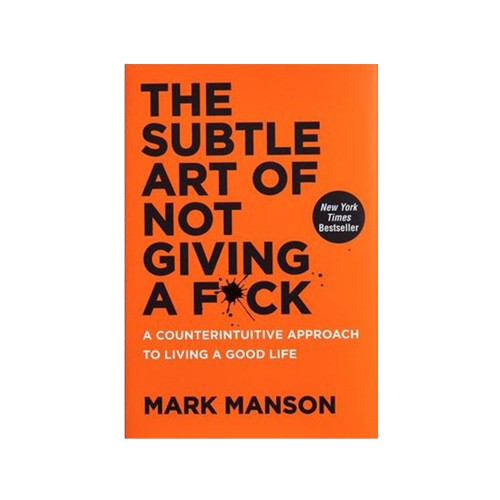 THE
SUBTLE
ART OF
NOT
GIVING
A F*CK
New York
Times
Bestseller
A COUNTERINTUITIVE APPROACH
TO LIVING A GOOD LIFE
MARK MANSON